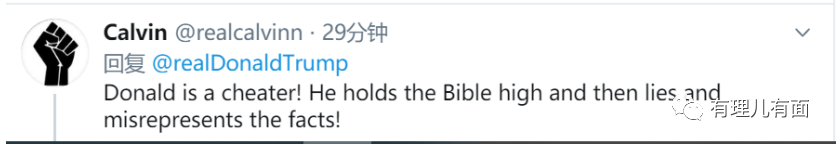 Calvin @realcalvinn · 29分钟
回复 @realDonaldTrump
Donald is a cheater! He holds the Bible high and then lies and
misrepresents the facts!
有理儿有面